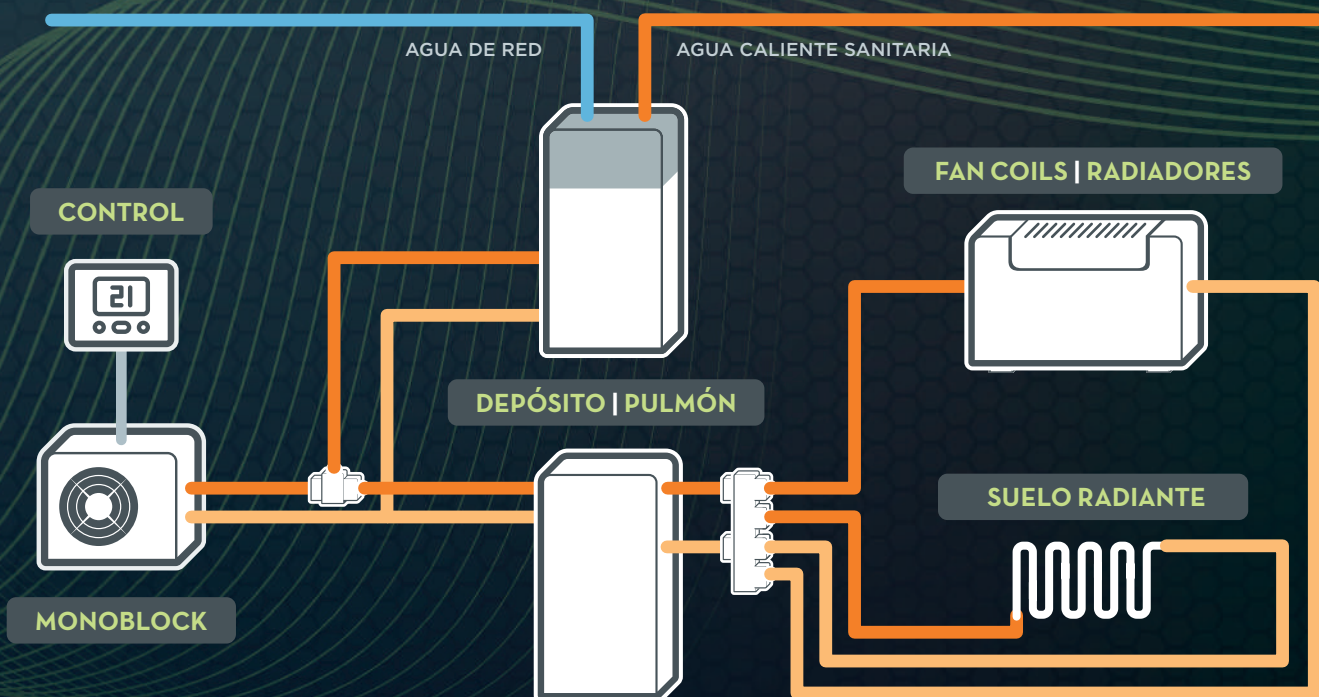 AGUA DE RED
AGUA CALIENTE SANITARIA
FAN COILS | RADIADORES
CONTROL
21
DEPÓSITO | PULMÓN
SUELO RADIANTE
MONOBLOCK